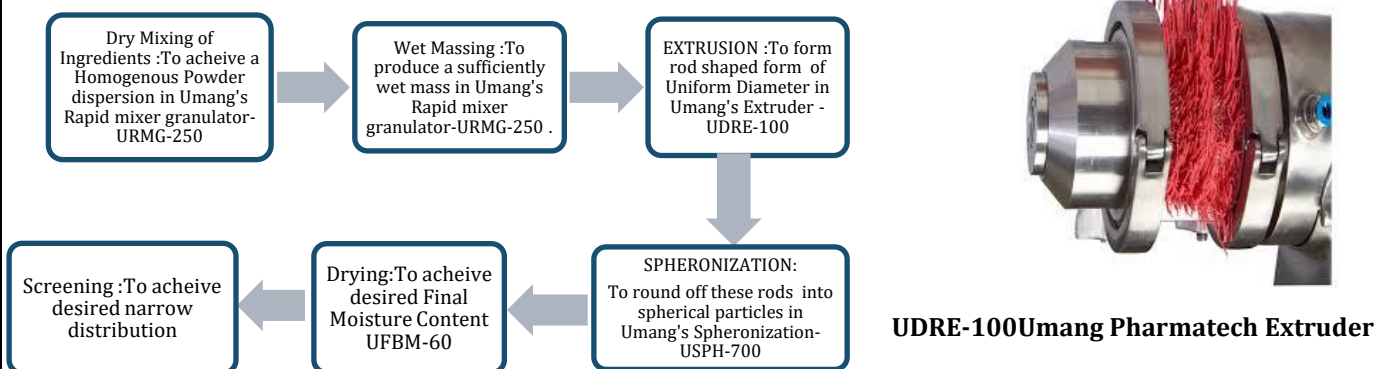 Dry Mixing of
Ingredients :To acheive a
Homogenous Powder
dispersion in Umang's
Rapid mixer granulator-
URMG-250
Wet Massing :To
produce a sufficiently
wet mass in Umang's
Rapid mixer
granulator-URMG-250 .
EXTRUSION :To form
rod shaped form of
Uniform Diameter in
Umang's Extruder -
UDRE-100
SPHERONIZATION:
To round off these rods into
spherical particles in
Umang's Spheronization-
USPH-700
Drying:To acheive
desired Final
Moisture Content
UFBM-60
Screening :To acheive
desired narrow
distribution
UDRE-100Umang Pharmatech Extruder